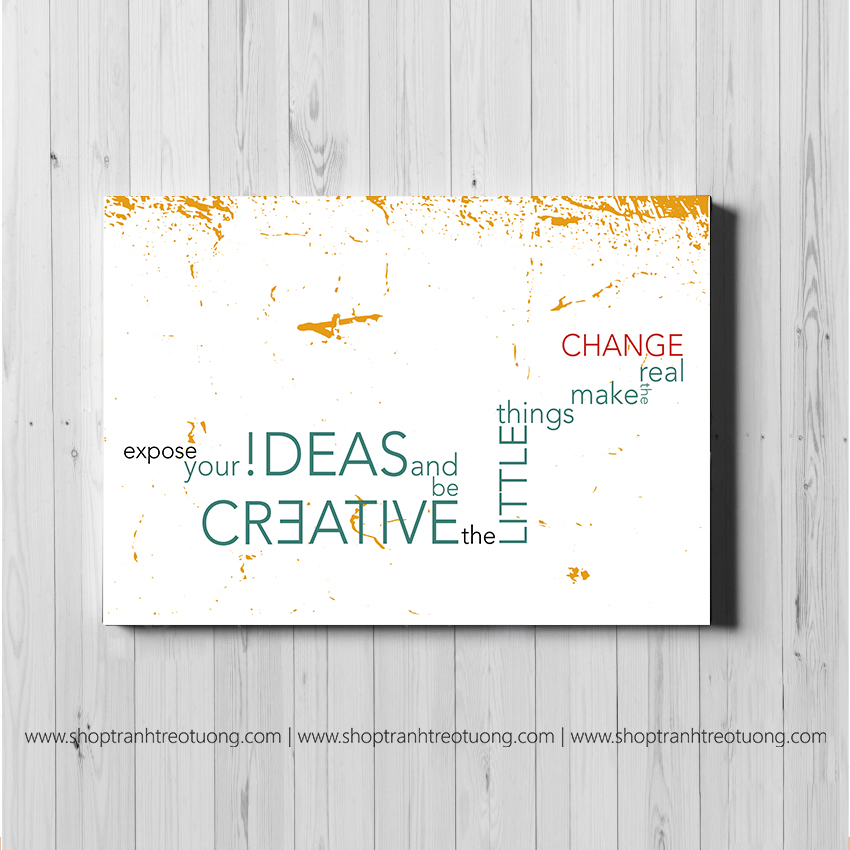 expose your !DEAS and
be
CRƎATIVE the
LITTLE
things
make the
real
CHANGE
www.shoptranhtreotuong.com | www.shoptranhtreotuong.com | www.shoptranhtreotuong.com